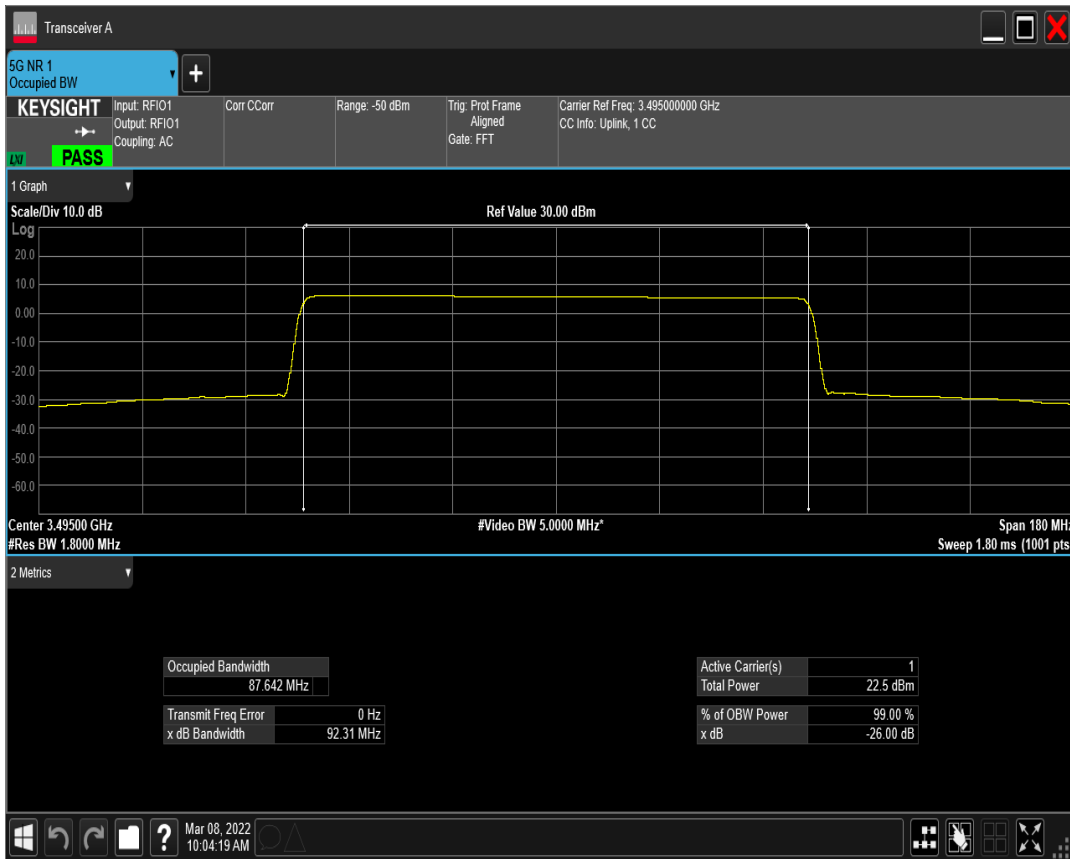 Transceiver A
5G NR 1
Occupied BW
+
KEYSIGHT
LXI
PASS
Input: RFIO1
Output: RFIO1
Coupling: AC
Corr CCorr
Range: -50 dBm
Trig: Prot Frame
Aligned
Gate: FFT
Carrier Ref Freq: 3.495000000 GHz
CC Info: Uplink, 1 CC
1 Graph
Scale/Div 10.0 dB
Ref Value 30.00 dBm
Log
20.0
10.0
0.00
-10.0
-20.0
-30.0
-40.0
-50.0
-60.0
Center 3.49500 GHz
#Video BW 5.0000 MHz*
Span 180 MHz
#Res BW 1.8000 MHz
Sweep 1.80 ms (1001 pts
2 Metrics
Occupied Bandwidth
87.642 MHz
Transmit Freq Error 0 Hz
x dB Bandwidth 92.31 MHz
Active Carrier(s) 1
Total Power 22.5 dBm
% of OBW Power 99.00 %
x dB -26.00 dB
?
Mar 08, 2022
10:04:19 AM